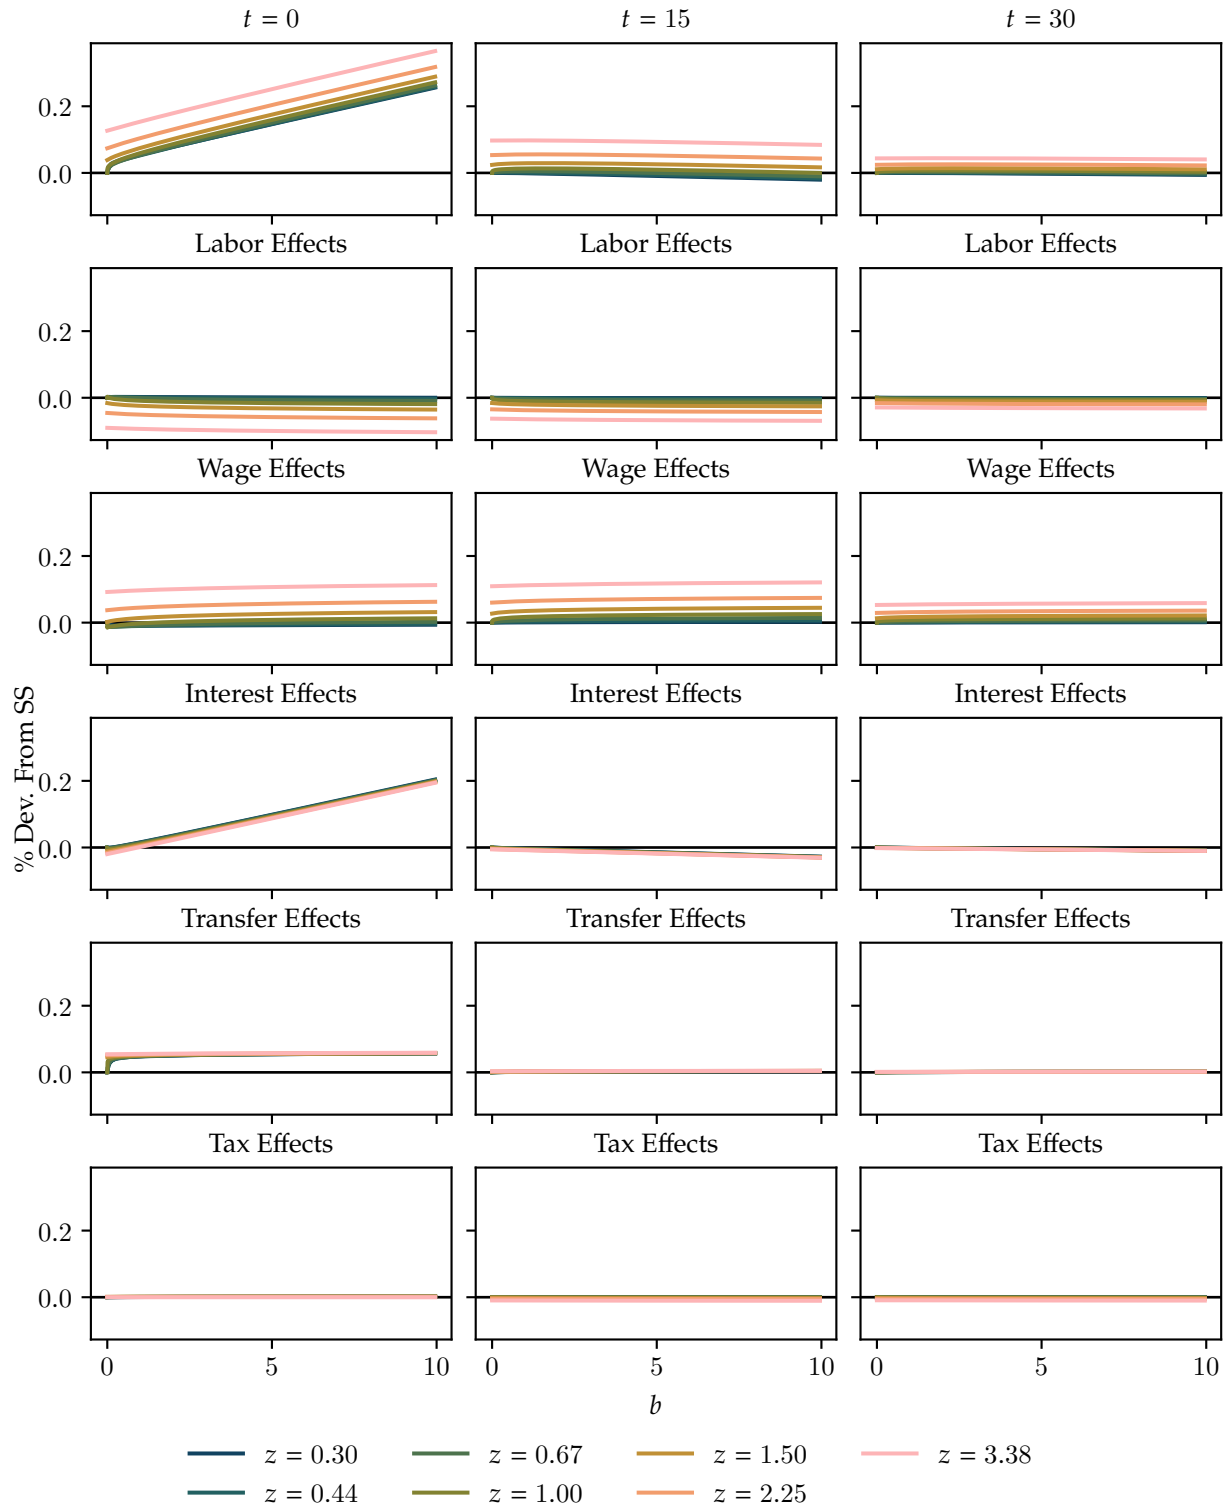 t = 0 t = 15 t = 30
0.2
0.0
Labor Effects Labor Effects Labor Effects
0.2
0.0
Wage Effects Wage Effects Wage Effects
0.2
0.0
Interest Effects Interest Effects Interest Effects
% Dev. From SS
0.2
0.0
Transfer Effects Transfer Effects Transfer Effects
0.2
0.0
Tax Effects Tax Effects Tax Effects
0.2
0.0
0 5 10 0 5 10 0 5 10
b
z = 0.30 z = 0.67 z = 1.50 z = 3.38
z = 0.44 z = 1.00 z = 2.25